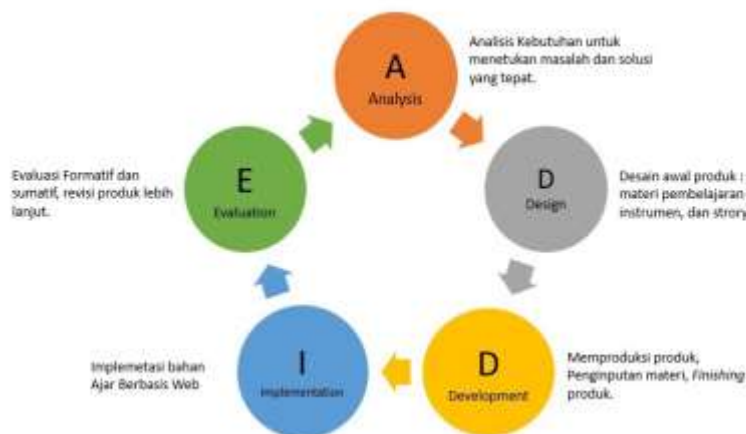 A
Analysis
Analisis Kebutuhan untuk
menetukan masalah dan solusi
yang tepat.
D
Design
Desain awal produk :
materi pembelajaran
instrumen, dan strory
D
Development
Memproduksi produk,
Penginputan materi, Finishing
produk.
I
Implementation
Implemetasi bahan
Ajar Berbasis Web
E
Evaluation
Evaluasi Formatif dan
sumatif, revisi produk lebih
lanjut.